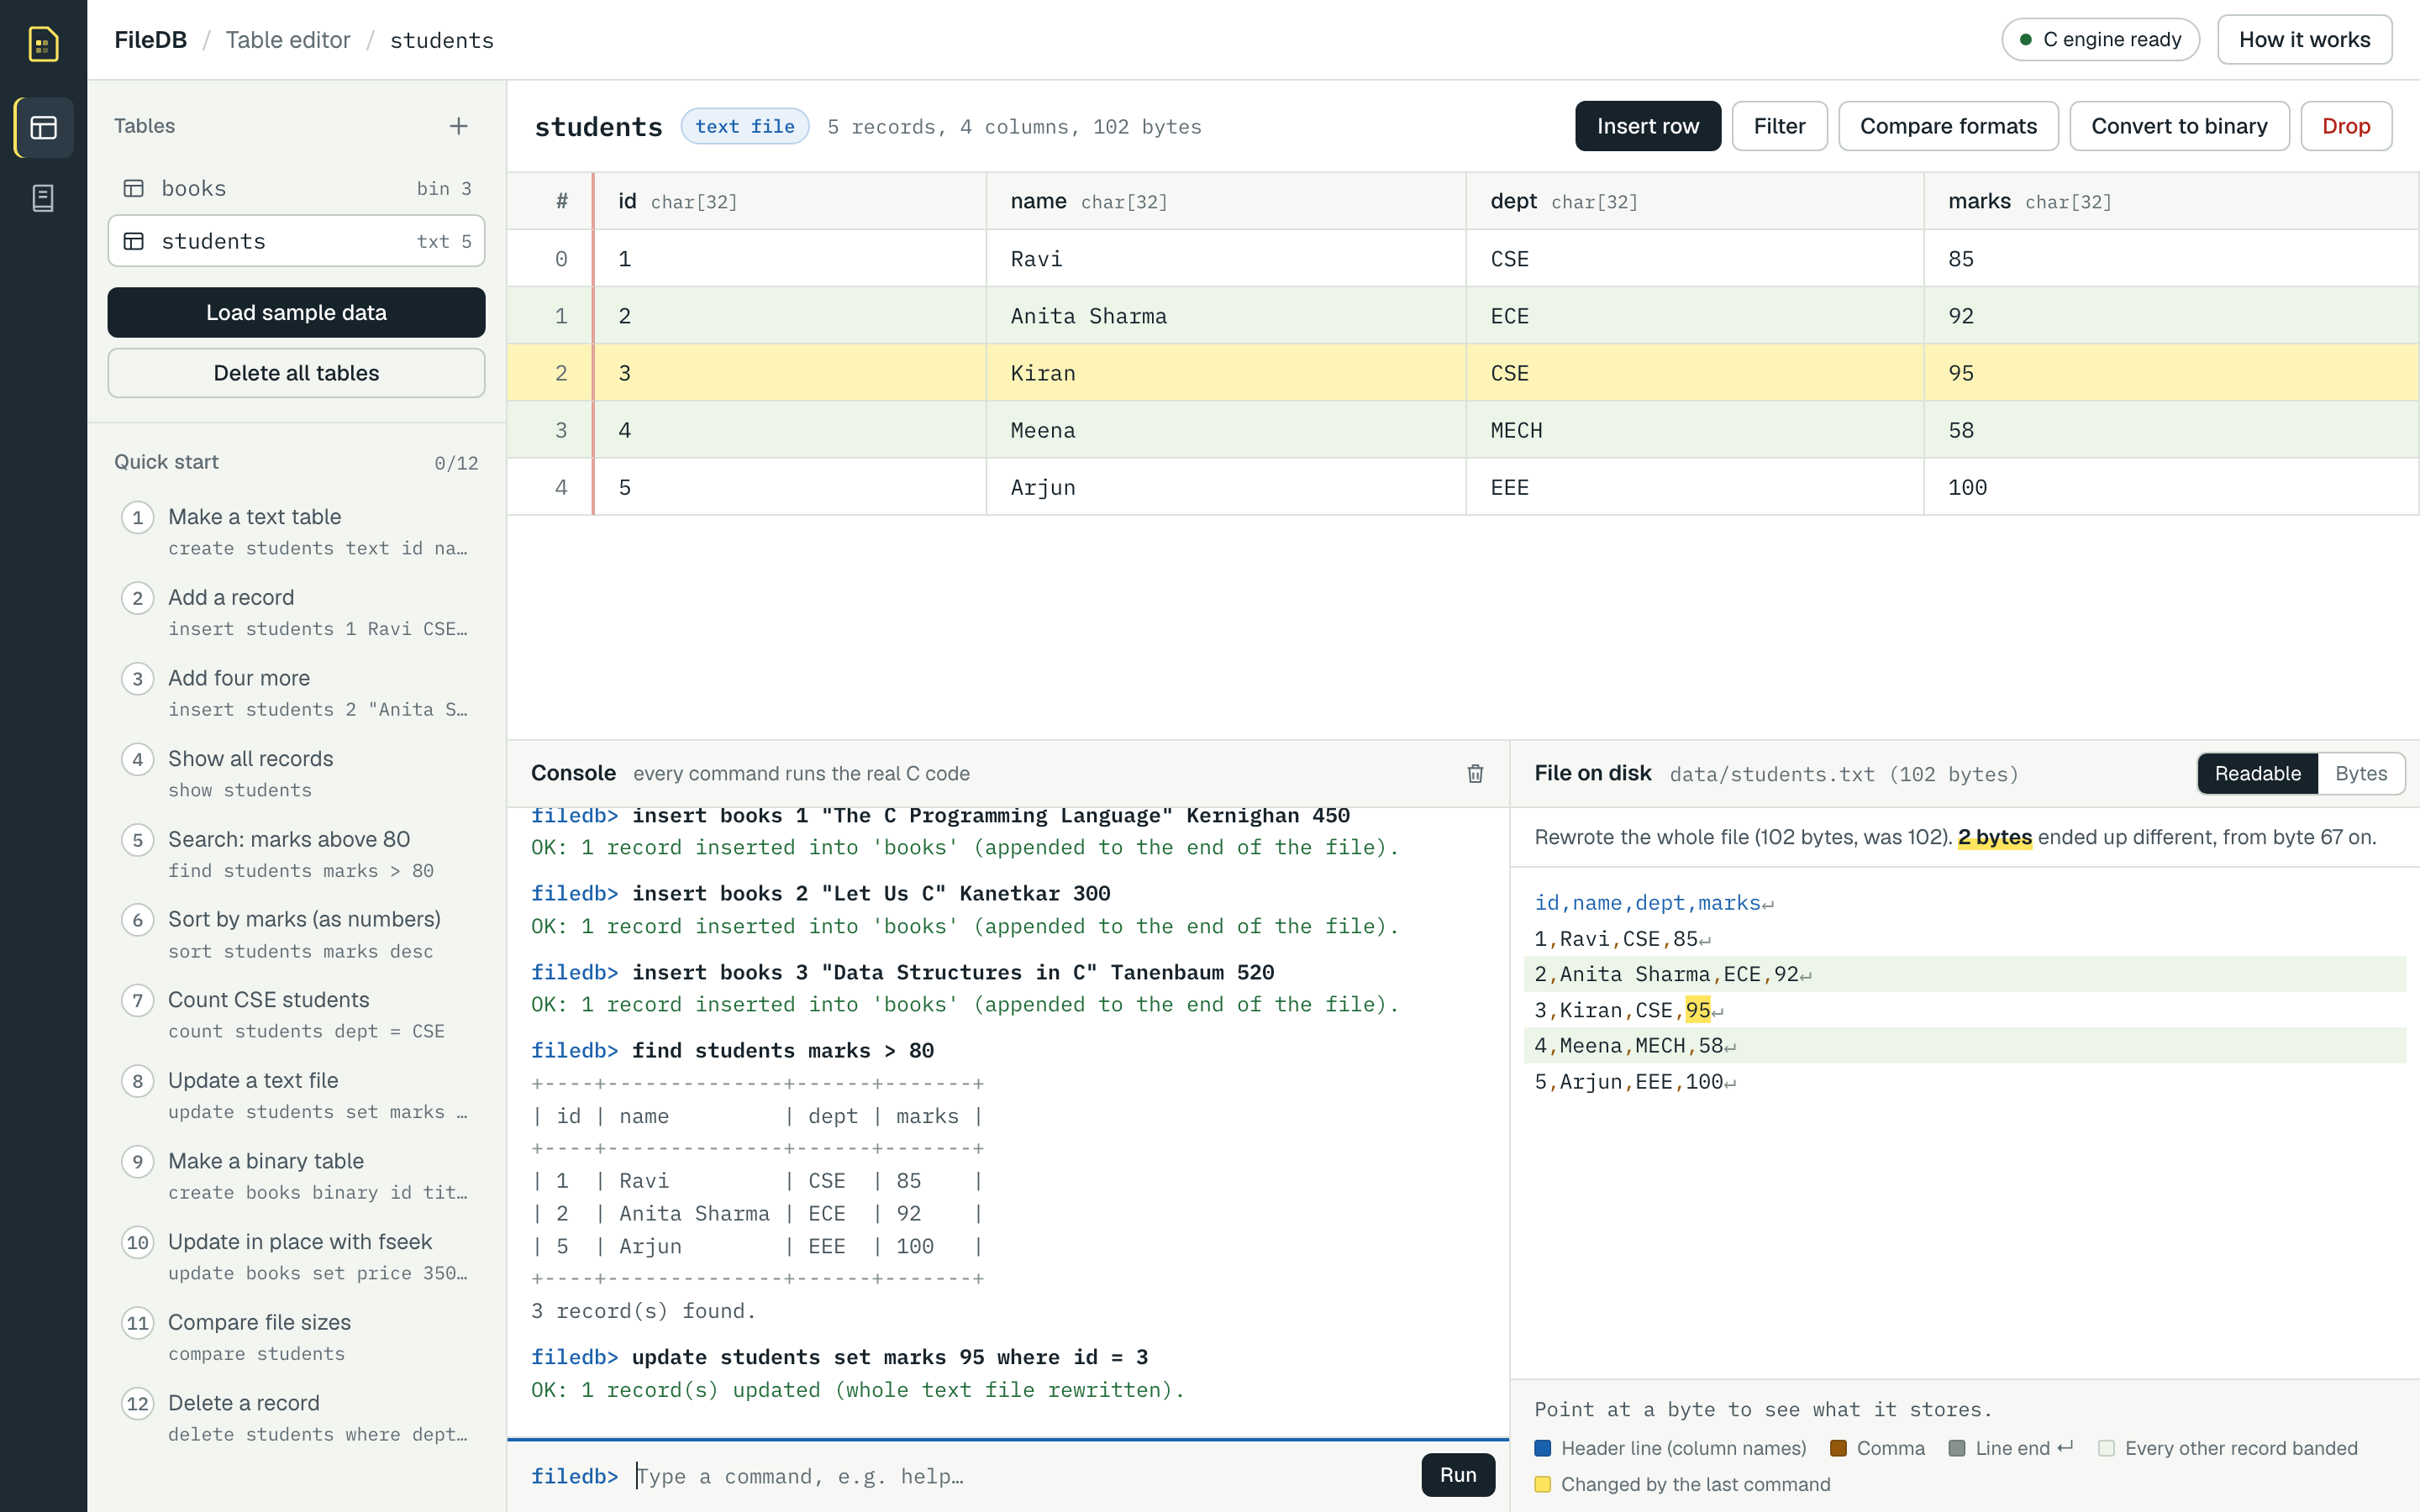 FileDB / Table editor / students
C engine ready
How it works
Tables
books bin 3
students txt 5
Load sample data
Delete all tables
Quick start 0/12
1 Make a text table
create students text id na…
2 Add a record
insert students 1 Ravi CSE…
3 Add four more
insert students 2 "Anita S…
4 Show all records
show students
5 Search: marks above 80
find students marks > 80
6 Sort by marks (as numbers)
sort students marks desc
7 Count CSE students
count students dept = CSE
8 Update a text file
update students set marks …
9 Make a binary table
create books binary id tit…
10 Update in place with fseek
update books set price 350…
11 Compare file sizes
compare students
12 Delete a record
delete students where dept…
students text file 5 records, 4 columns, 102 bytes
Insert row Filter Compare formats Convert to binary Drop
# id char[32] name char[32] dept char[32] marks char[32]
0 1 Ravi CSE 85
1 2 Anita Sharma ECE 92
2 3 Kiran CSE 95
3 4 Meena MECH 58
4 5 Arjun EEE 100
Console every command runs the real C code
filedb> insert books 1 "The C Programming Language" Kernighan 450
OK: 1 record inserted into 'books' (appended to the end of the file).
filedb> insert books 2 "Let Us C" Kanetkar 300
OK: 1 record inserted into 'books' (appended to the end of the file).
filedb> insert books 3 "Data Structures in C" Tanenbaum 520
OK: 1 record inserted into 'books' (appended to the end of the file).
filedb> find students marks > 80
+----+--------------+------+-------+
| id | name         | dept | marks |
+----+--------------+------+-------+
| 1  | Ravi         | CSE  | 85    |
| 2  | Anita Sharma | ECE  | 92    |
| 5  | Arjun        | EEE  | 100   |
+----+--------------+------+-------+
3 record(s) found.
filedb> update students set marks 95 where id = 3
OK: 1 record(s) updated (whole text file rewritten).
filedb> Type a command, e.g. help…
Run
File on disk data/students.txt (102 bytes)
Readable Bytes
Rewrote the whole file (102 bytes, was 102). 2 bytes ended up different, from byte 67 on.
id,name,dept,marks↵
1,Ravi,CSE,85↵
2,Anita Sharma,ECE,92↵
3,Kiran,CSE,95↵
4,Meena,MECH,58↵
5,Arjun,EEE,100↵
Point at a byte to see what it stores.
Header line (column names) Comma Line end ↵ Every other record banded
Changed by the last command